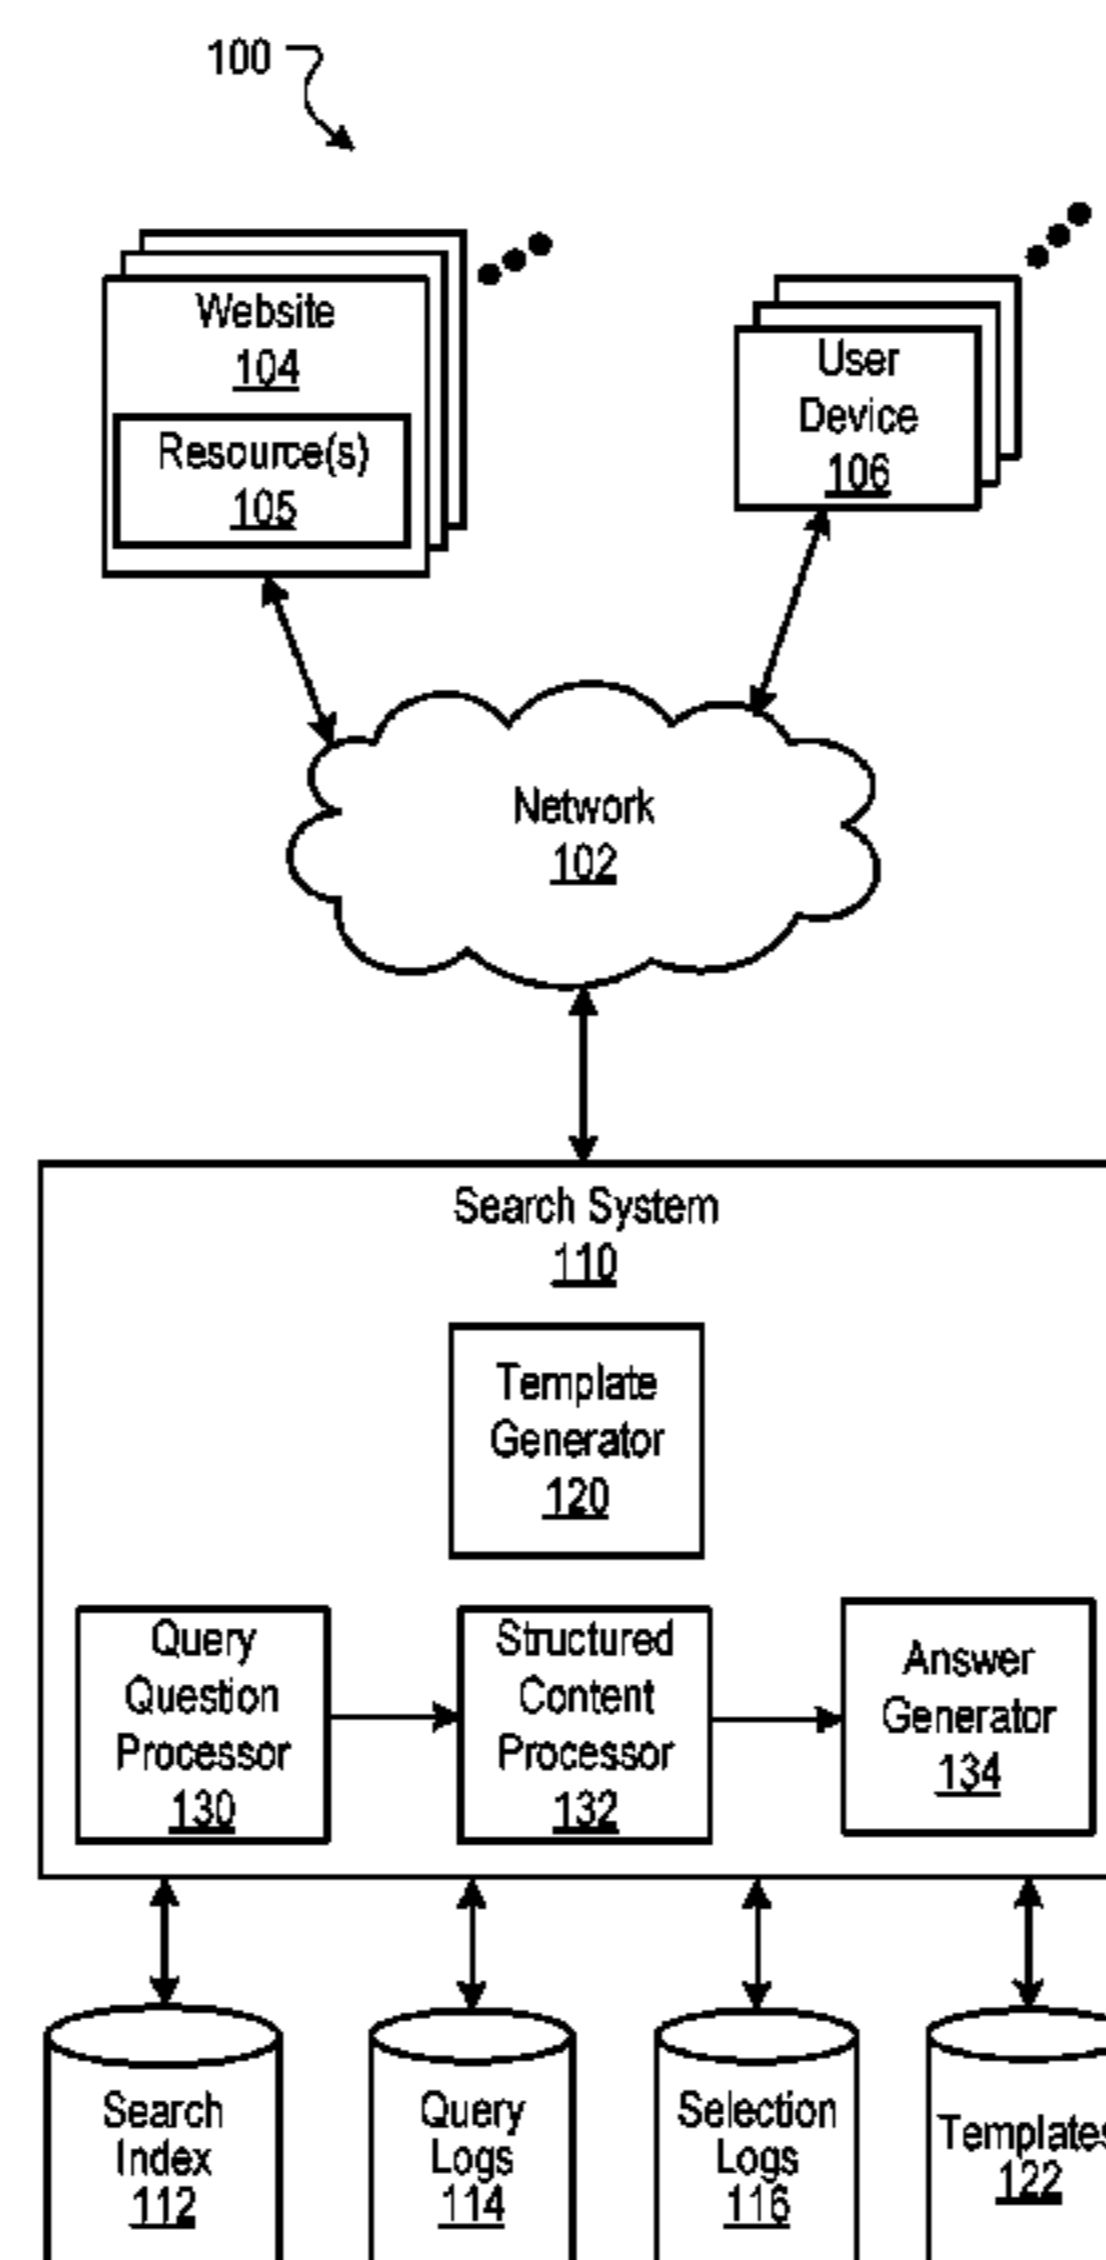 100
Website
104
Resource(s)
105
User
Device
106
Network
102
Search System
110
Template
Generator
120
Query
Question
Processor
130
Structured
Content
Processor
132
Answer
Generator
134
Search
Index
112
Query
Logs
114
Selection
Logs
116
Templates
122